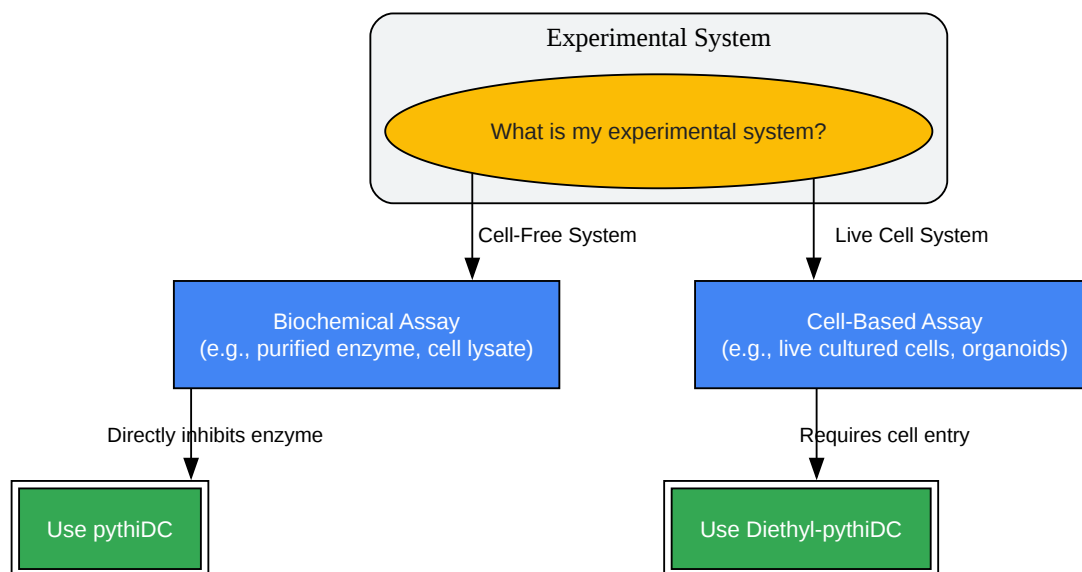 Experimental System
What is my experimental system?
Cell-Free System
Live Cell System
Biochemical Assay
(e.g., purified enzyme, cell lysate)
Cell-Based Assay
(e.g., live cultured cells, organoids)
Directly inhibits enzyme
Requires cell entry
Use pythiDC
Use Diethyl-pythiDC